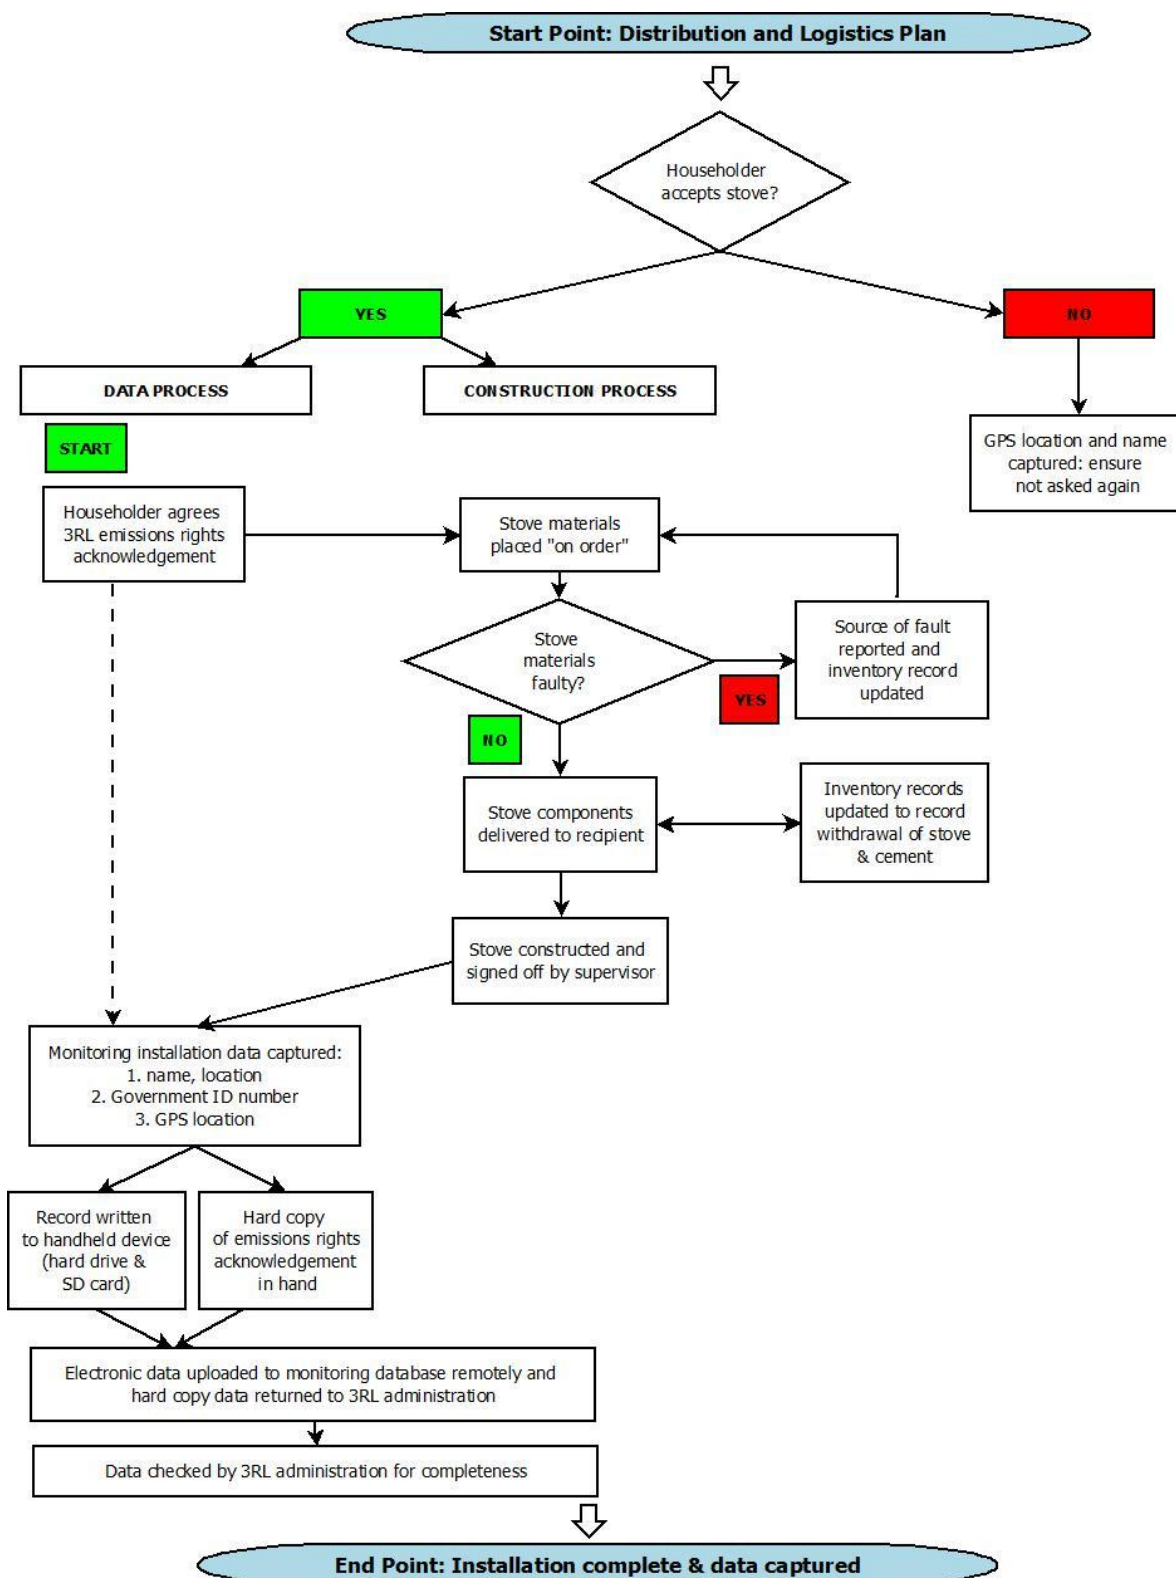 Start Point: Distribution and Logistics Plan
Householder
accepts stove?
YES
NO
DATA PROCESS
CONSTRUCTION PROCESS
START
GPS location and name
captured: ensure
not asked again
Householder agrees
3RL emissions rights
acknowledgement
Stove materials
placed "on order"
Stove
materials
faulty?
YES
Source of fault
reported and
inventory record
updated
NO
Stove components
delivered to recipient
Inventory records
updated to record
withdrawal of stove
& cement
Stove constructed and
signed off by supervisor
Monitoring installation data captured:
1. name, location
2. Government ID number
3. GPS location
Record written
to handheld device
(hard drive &
SD card)
Hard copy
of emissions rights
acknowledgement
in hand
Electronic data uploaded to monitoring database remotely and
hard copy data returned to 3RL administration
Data checked by 3RL administration for completeness
End Point: Installation complete & data captured